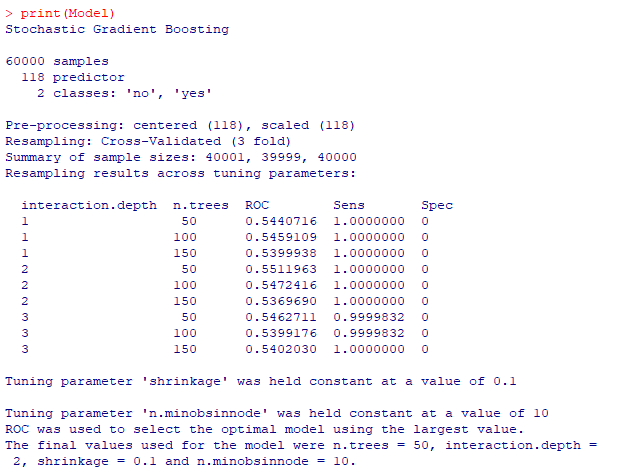 > print(Model)
Stochastic Gradient Boosting

60000 samples
  118 predictor
    2 classes: 'no', 'yes'

Pre-processing: centered (118), scaled (118)
Resampling: Cross-Validated (3 fold)
Summary of sample sizes: 40001, 39999, 40000
Resampling results across tuning parameters:

  interaction.depth  n.trees  ROC        Sens       Spec
  1                   50      0.5440716  1.0000000  0
  1                  100      0.5459109  1.0000000  0
  1                  150      0.5399938  1.0000000  0
  2                   50      0.5511963  1.0000000  0
  2                  100      0.5472416  1.0000000  0
  2                  150      0.5369690  1.0000000  0
  3                   50      0.5462711  0.9999832  0
  3                  100      0.5399176  0.9999832  0
  3                  150      0.5402030  1.0000000  0

Tuning parameter 'shrinkage' was held constant at a value of 0.1

Tuning parameter 'n.minobsinnode' was held constant at a value of 10
ROC was used to select the optimal model using the largest value.
The final values used for the model were n.trees = 50, interaction.depth =
 2, shrinkage = 0.1 and n.minobsinnode = 10.